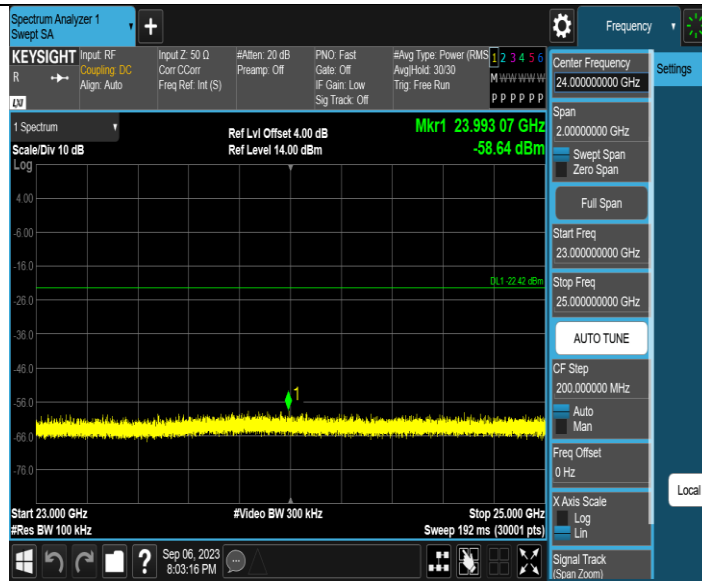 Spectrum Analyzer 1
Swept SA
Frequency
KEYSIGHT
R
LXI
Input: RF
Coupling: DC
Align: Auto
Input Z: 50 Ω
Corr CCorr
Freq Ref: Int (S)
#Atten: 20 dB
Preamp: Off
PNO: Fast
Gate: Off
IF Gain: Low
Sig Track: Off
#Avg Type: Power (RMS
Avg|Hold: 30/30
Trig: Free Run
1 2 3 4 5 6
M W W W W W
P P P P P P
1 Spectrum
Scale/Div 10 dB
Log
Ref Lvl Offset 4.00 dB
Ref Level 14.00 dBm
Mkr1 23.993 07 GHz
-58.64 dBm
4.00
-6.00
-16.0
DL1 -22.42 dBm
-26.0
-36.0
-46.0
1
-56.0
-66.0
-76.0
Start 23.000 GHz
#Res BW 100 kHz
#Video BW 300 kHz
Stop 25.000 GHz
Sweep 192 ms (30001 pts)
Sep 06, 2023
8:03:16 PM
Center Frequency
24.000000000 GHz
Span
2.00000000 GHz
Swept Span
Zero Span
Full Span
Start Freq
23.000000000 GHz
Stop Freq
25.000000000 GHz
AUTO TUNE
CF Step
200.000000 MHz
Auto
Man
Freq Offset
0 Hz
X Axis Scale
Log
Lin
Signal Track
(Span Zoom)
Settings
Local